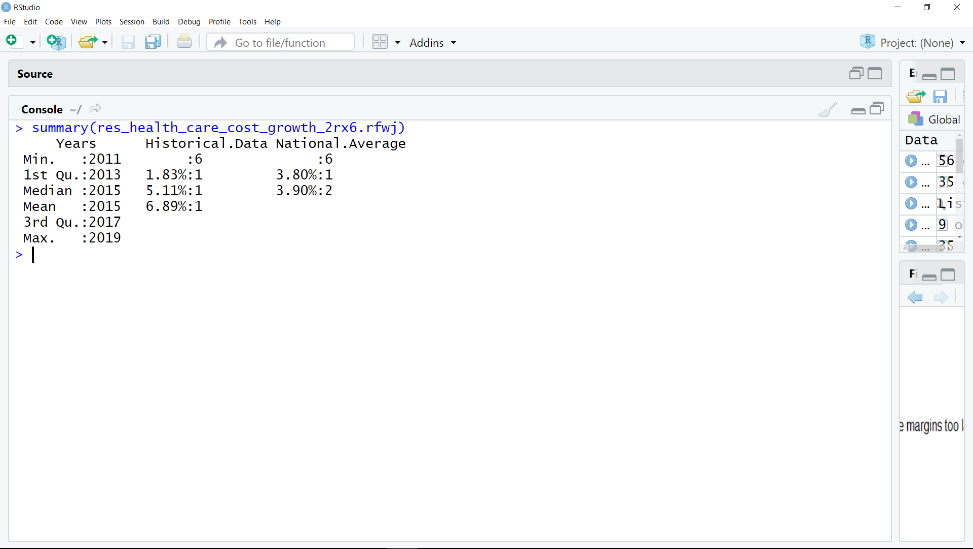 RStudio
File Edit Code View Plots Session Build Debug Profile Tools Help
Go to file/function Addins Project: (None)
Source
Console ~/
> summary(res_health_care_cost_growth_2rx6.rfwj)
Years Historical.Data National.Average
Min. :2011 :6 :6
1st Qu.:2013 1.83%:1 3.80%:1
Median :2015 5.11%:1 3.90%:2
Mean :2015 6.89%:1
3rd Qu.:2017
Max. :2019
>
Global
Data
... 56
... 35
... Lis
... 9 o
... 35
e margins too l